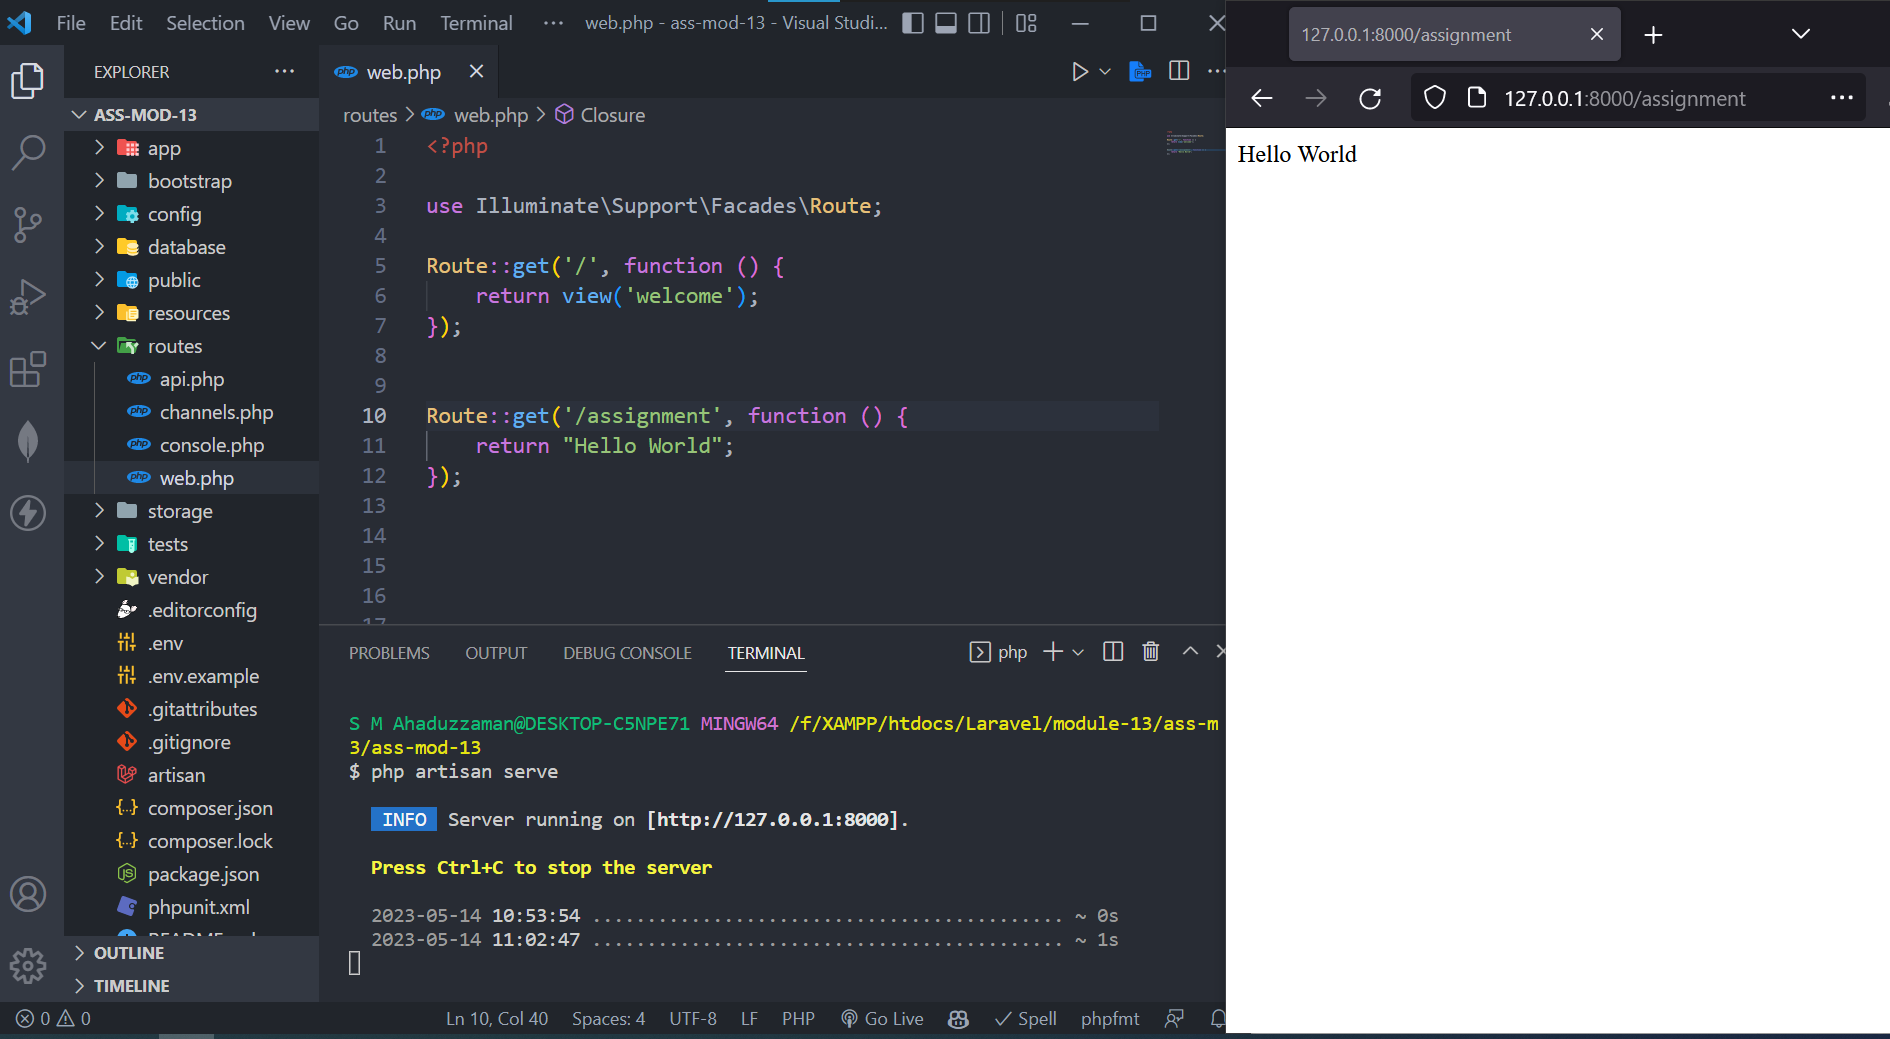 File Edit Selection View Go Run Terminal ··· web.php - ass-mod-13 - Visual Studi...
EXPLORER ···
ASS-MOD-13
app
bootstrap
config
database
public
resources
routes
api.php
channels.php
console.php
web.php
storage
tests
vendor
.editorconfig
.env
.env.example
.gitattributes
.gitignore
artisan
composer.json
composer.lock
package.json
phpunit.xml
OUTLINE
TIMELINE
php web.php
routes > php web.php > Closure
1 <?php
2
3 use Illuminate\Support\Facades\Route;
4
5 Route::get('/', function () {
6     return view('welcome');
7 });
8
9
10 Route::get('/assignment', function () {
11     return "Hello World";
12 });
13
14
15
16
17
PROBLEMS OUTPUT DEBUG CONSOLE TERMINAL php
S M Ahaduzzaman@DESKTOP-C5NPE71 MINGW64 /f/XAMPP/htdocs/Laravel/module-13/ass-m
3/ass-mod-13
$ php artisan serve
INFO Server running on [http://127.0.0.1:8000].
Press Ctrl+C to stop the server
2023-05-14 10:53:54 ........................................... ~ 0s
2023-05-14 11:02:47 ........................................... ~ 1s
0 0 Ln 10, Col 40 Spaces: 4 UTF-8 LF PHP Go Live Spell phpfmt
127.0.0.1:8000/assignment
127.0.0.1:8000/assignment
Hello World